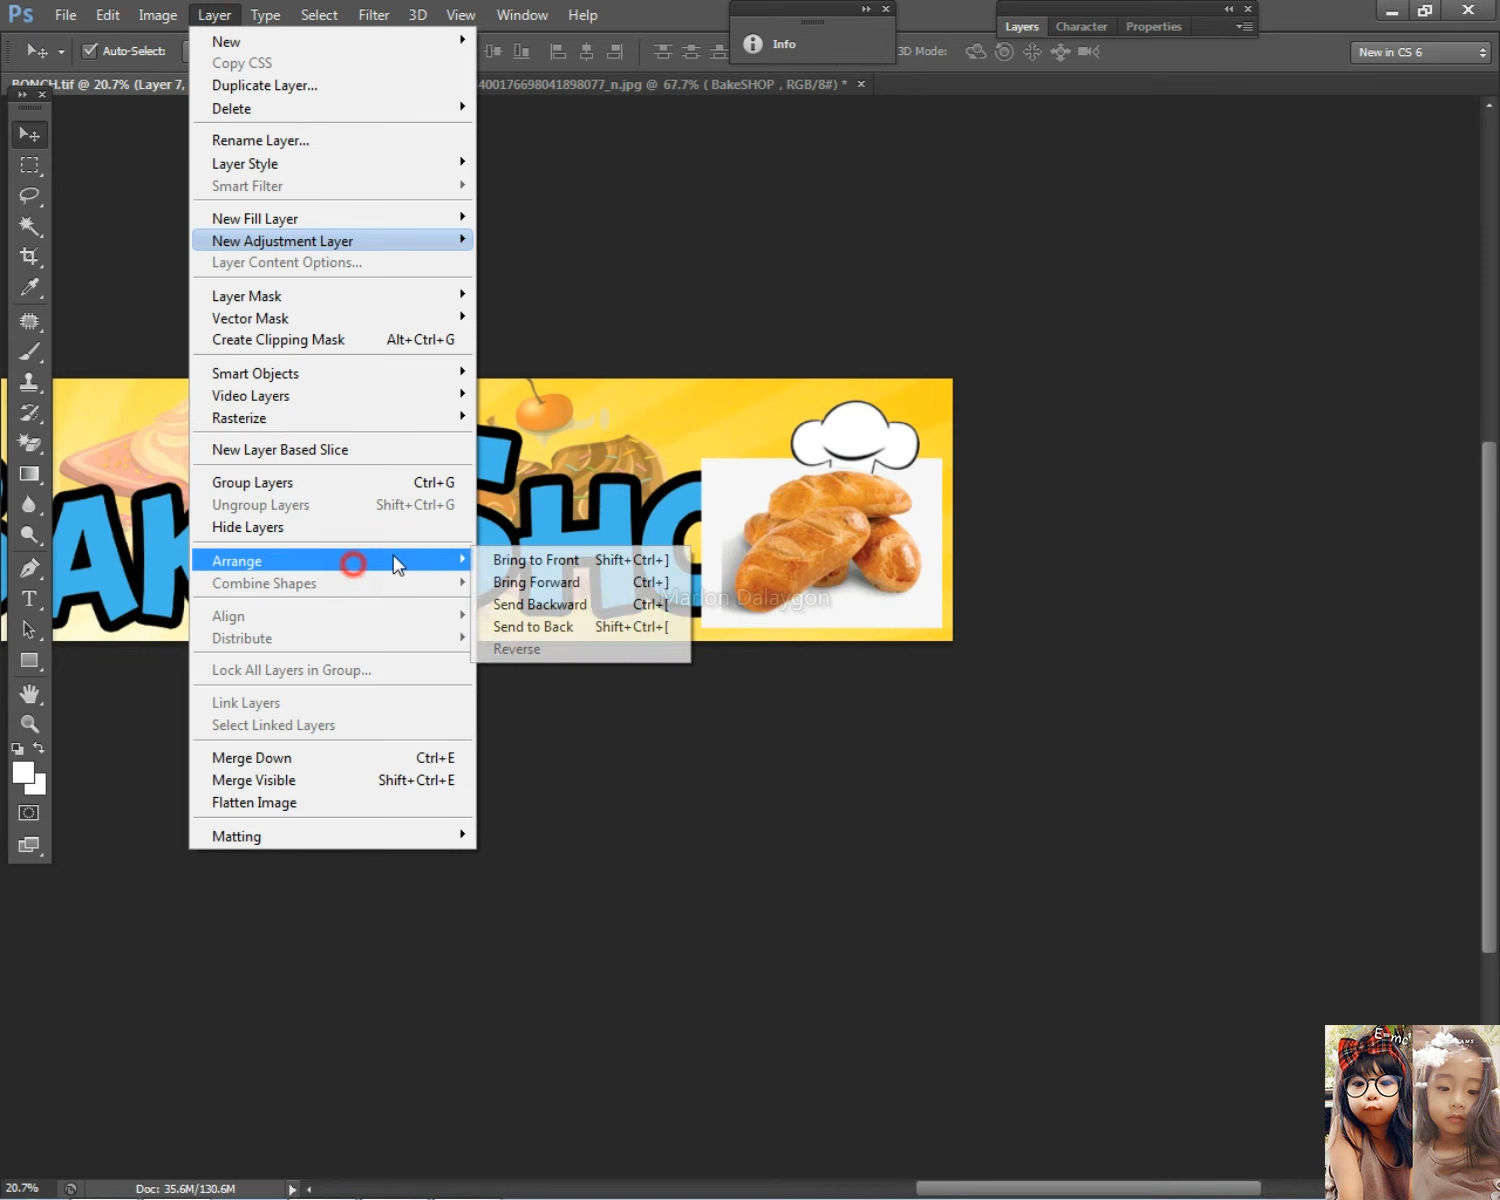 Ps File Edit Image Layer Type Select Filter 3D View Window Help
Info
Layers Character Properties
Auto-Select:
3D Mode:
New in CS 6
BONCH.tif @ 20.7% (Layer 7,
400176698041898077_n.jpg @ 67.7% ( BakeSHOP , RGB/8#) *
New
Copy CSS
Duplicate Layer...
Delete
Rename Layer...
Layer Style
Smart Filter
New Fill Layer
New Adjustment Layer
Layer Content Options...
Layer Mask
Vector Mask
Create Clipping Mask Alt+Ctrl+G
Smart Objects
Video Layers
Rasterize
New Layer Based Slice
Group Layers Ctrl+G
Ungroup Layers Shift+Ctrl+G
Hide Layers
Arrange
Combine Shapes
Align
Distribute
Lock All Layers in Group...
Link Layers
Select Linked Layers
Merge Down Ctrl+E
Merge Visible Shift+Ctrl+E
Flatten Image
Matting
Bring to Front Shift+Ctrl+]
Bring Forward Ctrl+]
Send Backward Ctrl+[
Send to Back Shift+Ctrl+[
Reverse
Marlon Dalaygon
20.7%
Doc: 35.6M/130.6M